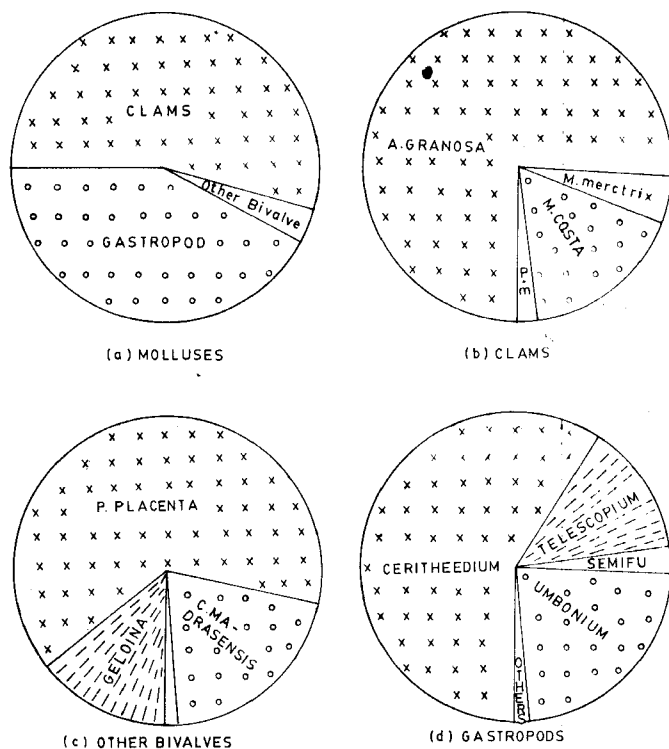 CLAMS
Other Bivalve
GASTROPOD
(a) MOLLUSES
A.GRANOSA
M.merctrix
M.COSTA
P.m
(b) CLAMS
P. PLACENTA
C.MA-
DRASENSIS
GELOINA
(c) OTHER BIVALVES
CERITHEEDIUM
TELESCOPIUM
SEMIFU
UMBONIUM
OTHERS
(d) GASTROPODS